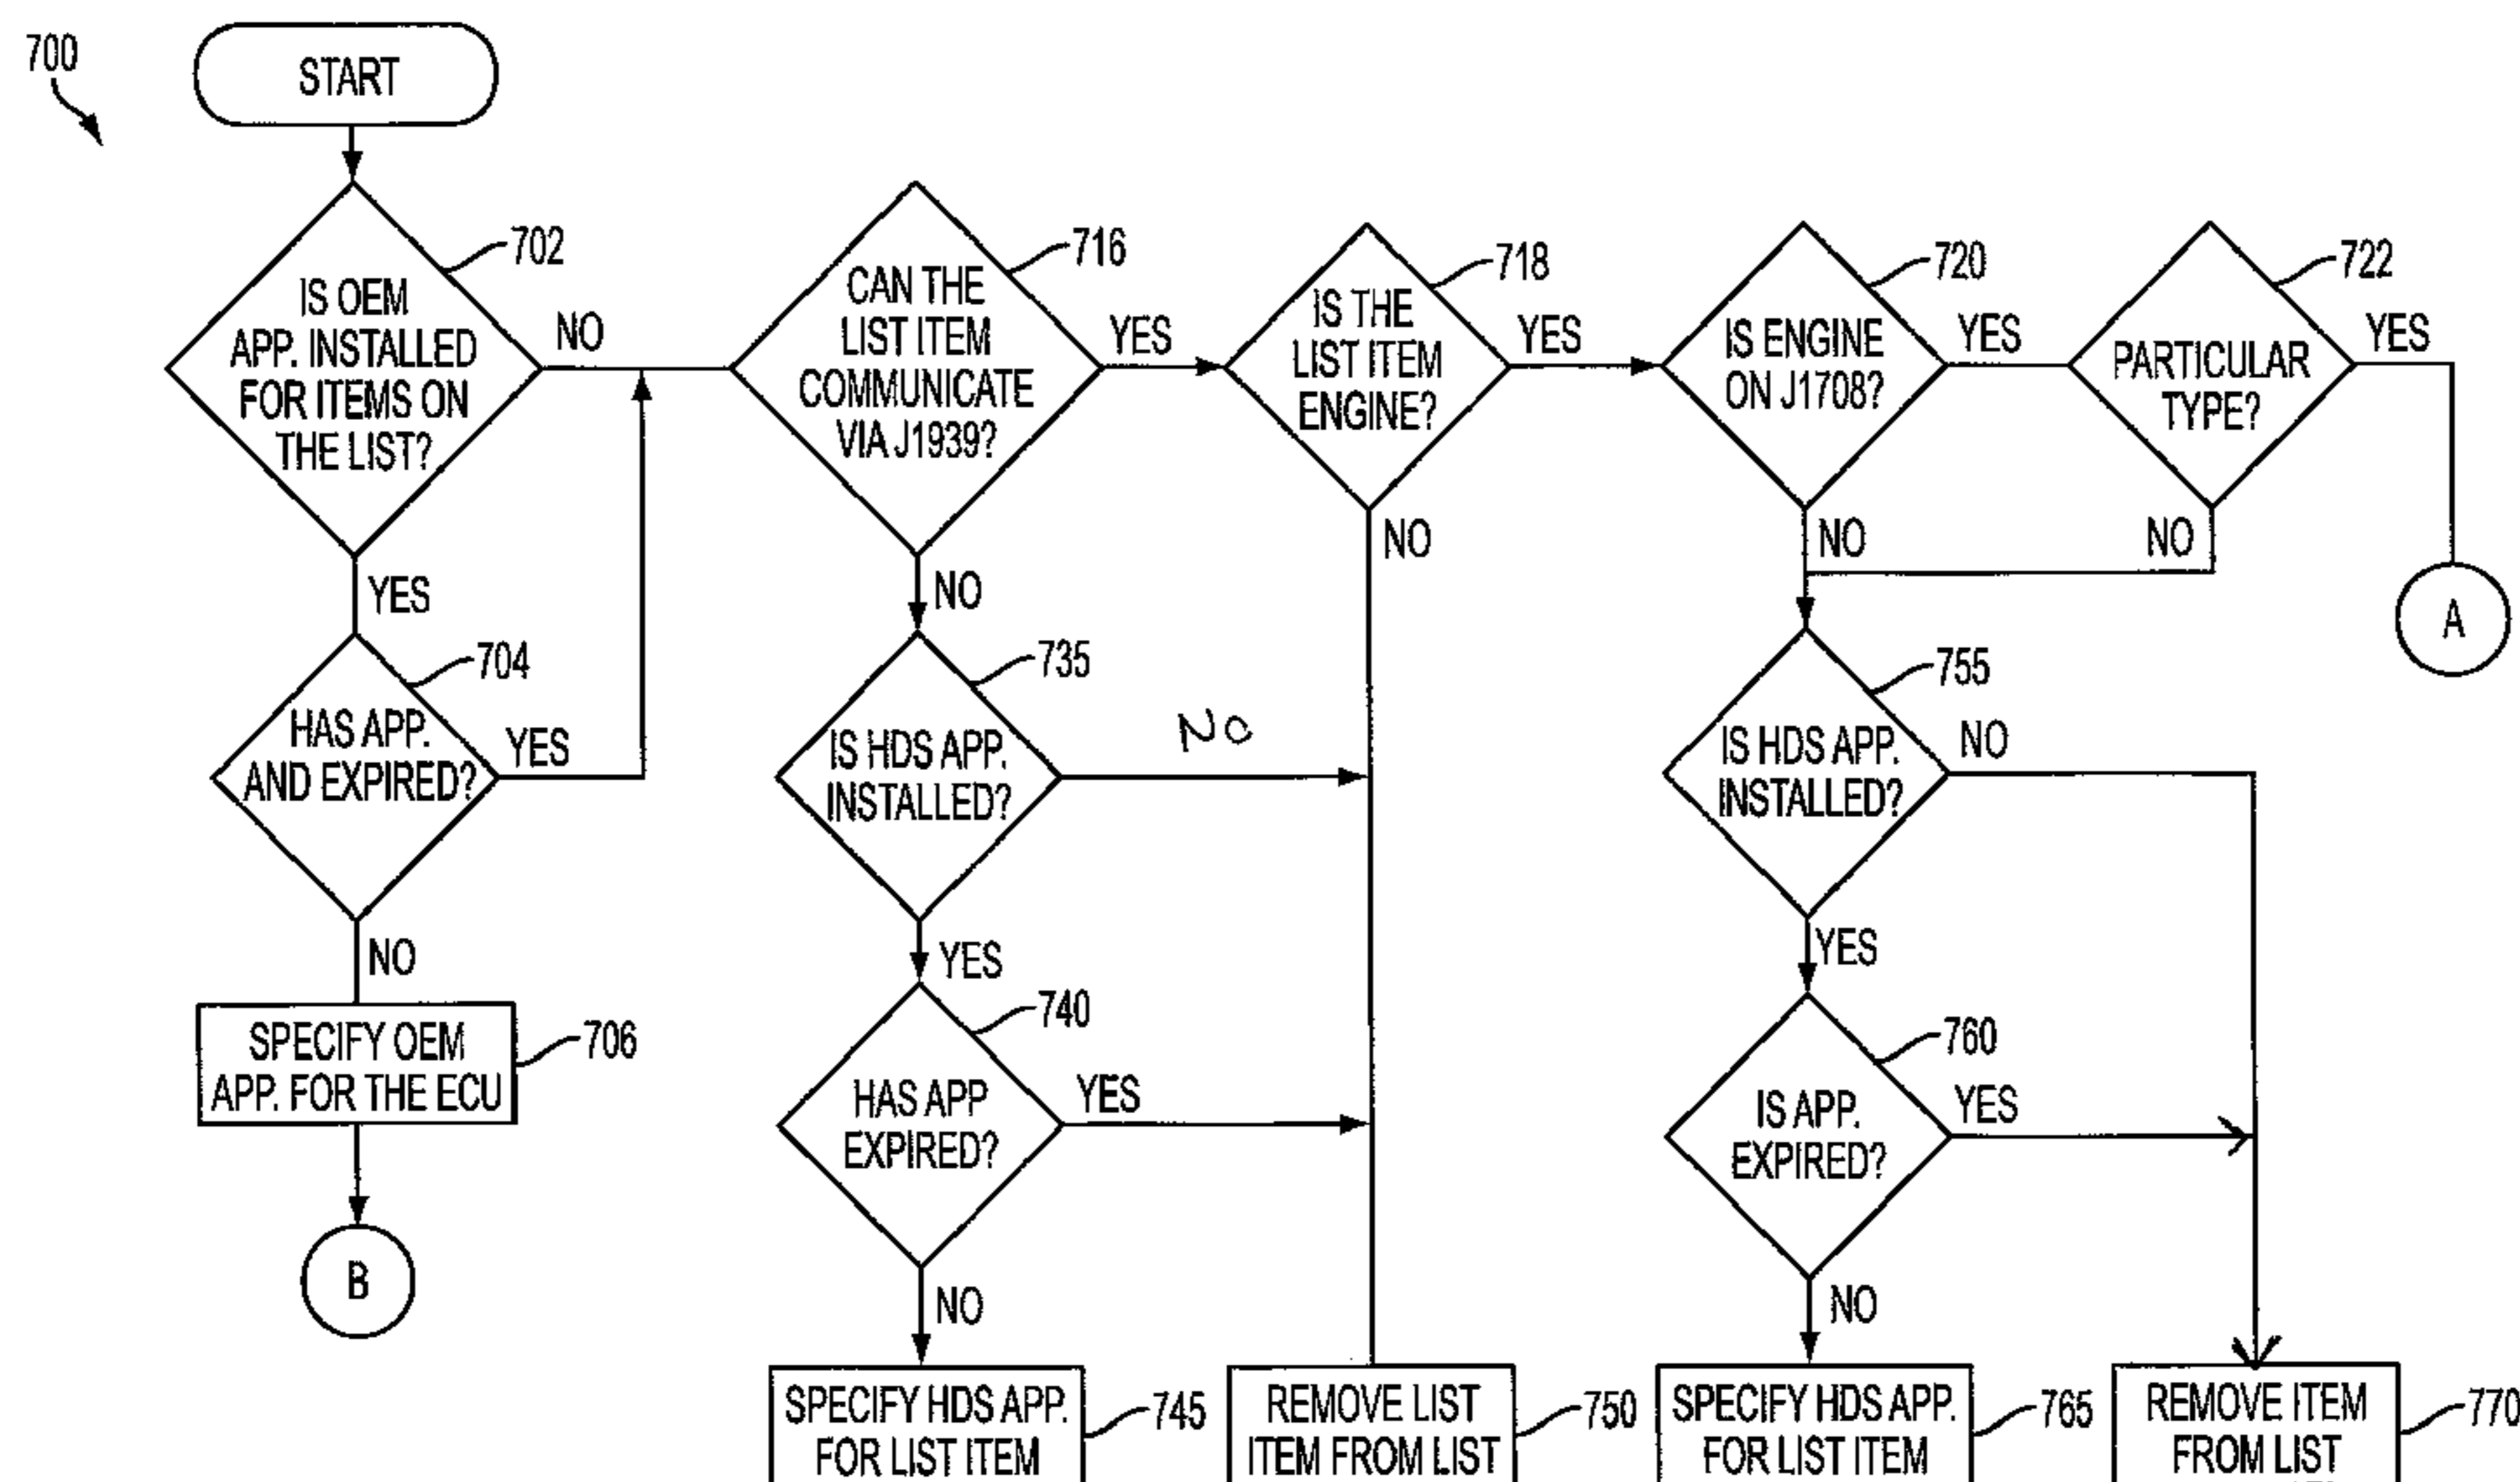 700
START
702
IS OEM
APP. INSTALLED
FOR ITEMS ON
THE LIST?
NO
YES
704
HAS APP.
AND EXPIRED?
YES
NO
SPECIFY OEM
APP. FOR THE ECU
706
B
716
CAN THE
LIST ITEM
COMMUNICATE
VIA J1939?
YES
NO
735
IS HDS APP.
INSTALLED?
NO
YES
740
HAS APP
EXPIRED?
YES
NO
SPECIFY HDS APP.
FOR LIST ITEM
745
718
IS THE
LIST ITEM
ENGINE?
YES
NO
REMOVE LIST
ITEM FROM LIST
750
720
IS ENGINE
ON J1708?
YES
NO
722
PARTICULAR
TYPE?
YES
NO
A
755
IS HDS APP.
INSTALLED?
NO
YES
760
IS APP.
EXPIRED?
YES
NO
SPECIFY HDS APP.
FOR LIST ITEM
765
REMOVE ITEM
FROM LIST
770